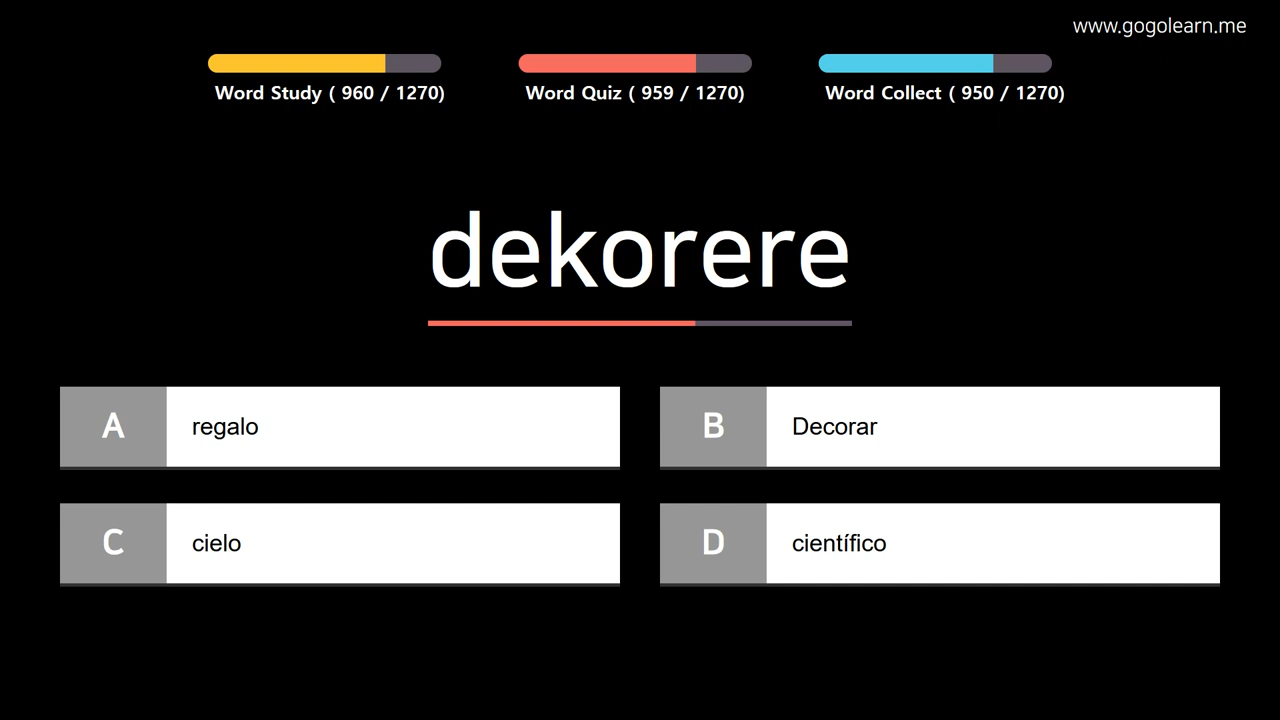 www.gogolearn.me
Word Study ( 960 / 1270)
Word Quiz ( 959 / 1270)
Word Collect ( 950 / 1270)
dekorere
A
regalo
B
Decorar
C
cielo
D
científico